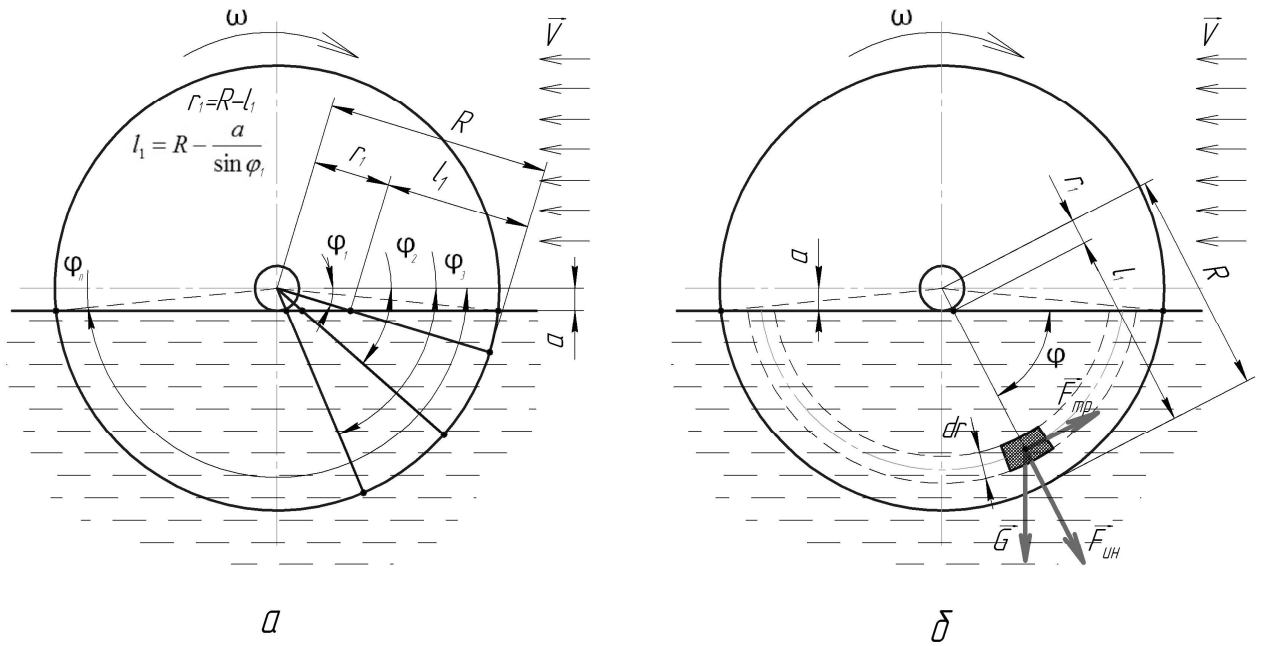 ω
V
r₁=R–l₁
l₁ = R – a / sin φ₁
R
r₁
l₁
φ₁
φ₂
φ₃
φₙ
a
а
ω
V
a
r₁
l₁
R
φ
Fтр
dr
G
Fин
б